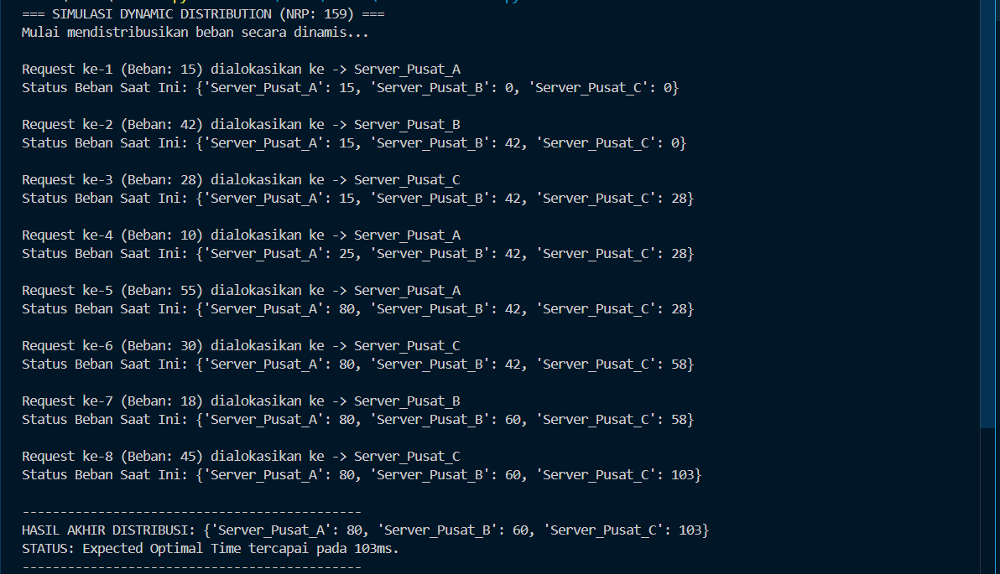 === SIMULASI DYNAMIC DISTRIBUTION (NRP: 159) ===
Mulai mendistribusikan beban secara dinamis...
Request ke-1 (Beban: 15) dialokasikan ke -> Server_Pusat_A
Status Beban Saat Ini: {'Server_Pusat_A': 15, 'Server_Pusat_B': 0, 'Server_Pusat_C': 0}
Request ke-2 (Beban: 42) dialokasikan ke -> Server_Pusat_B
Status Beban Saat Ini: {'Server_Pusat_A': 15, 'Server_Pusat_B': 42, 'Server_Pusat_C': 0}
Request ke-3 (Beban: 28) dialokasikan ke -> Server_Pusat_C
Status Beban Saat Ini: {'Server_Pusat_A': 15, 'Server_Pusat_B': 42, 'Server_Pusat_C': 28}
Request ke-4 (Beban: 10) dialokasikan ke -> Server_Pusat_A
Status Beban Saat Ini: {'Server_Pusat_A': 25, 'Server_Pusat_B': 42, 'Server_Pusat_C': 28}
Request ke-5 (Beban: 55) dialokasikan ke -> Server_Pusat_A
Status Beban Saat Ini: {'Server_Pusat_A': 80, 'Server_Pusat_B': 42, 'Server_Pusat_C': 28}
Request ke-6 (Beban: 30) dialokasikan ke -> Server_Pusat_C
Status Beban Saat Ini: {'Server_Pusat_A': 80, 'Server_Pusat_B': 42, 'Server_Pusat_C': 58}
Request ke-7 (Beban: 18) dialokasikan ke -> Server_Pusat_B
Status Beban Saat Ini: {'Server_Pusat_A': 80, 'Server_Pusat_B': 60, 'Server_Pusat_C': 58}
Request ke-8 (Beban: 45) dialokasikan ke -> Server_Pusat_C
Status Beban Saat Ini: {'Server_Pusat_A': 80, 'Server_Pusat_B': 60, 'Server_Pusat_C': 103}
---------------------------------------------
HASIL AKHIR DISTRIBUSI: {'Server_Pusat_A': 80, 'Server_Pusat_B': 60, 'Server_Pusat_C': 103}
STATUS: Expected Optimal Time tercapai pada 103ms.
---------------------------------------------